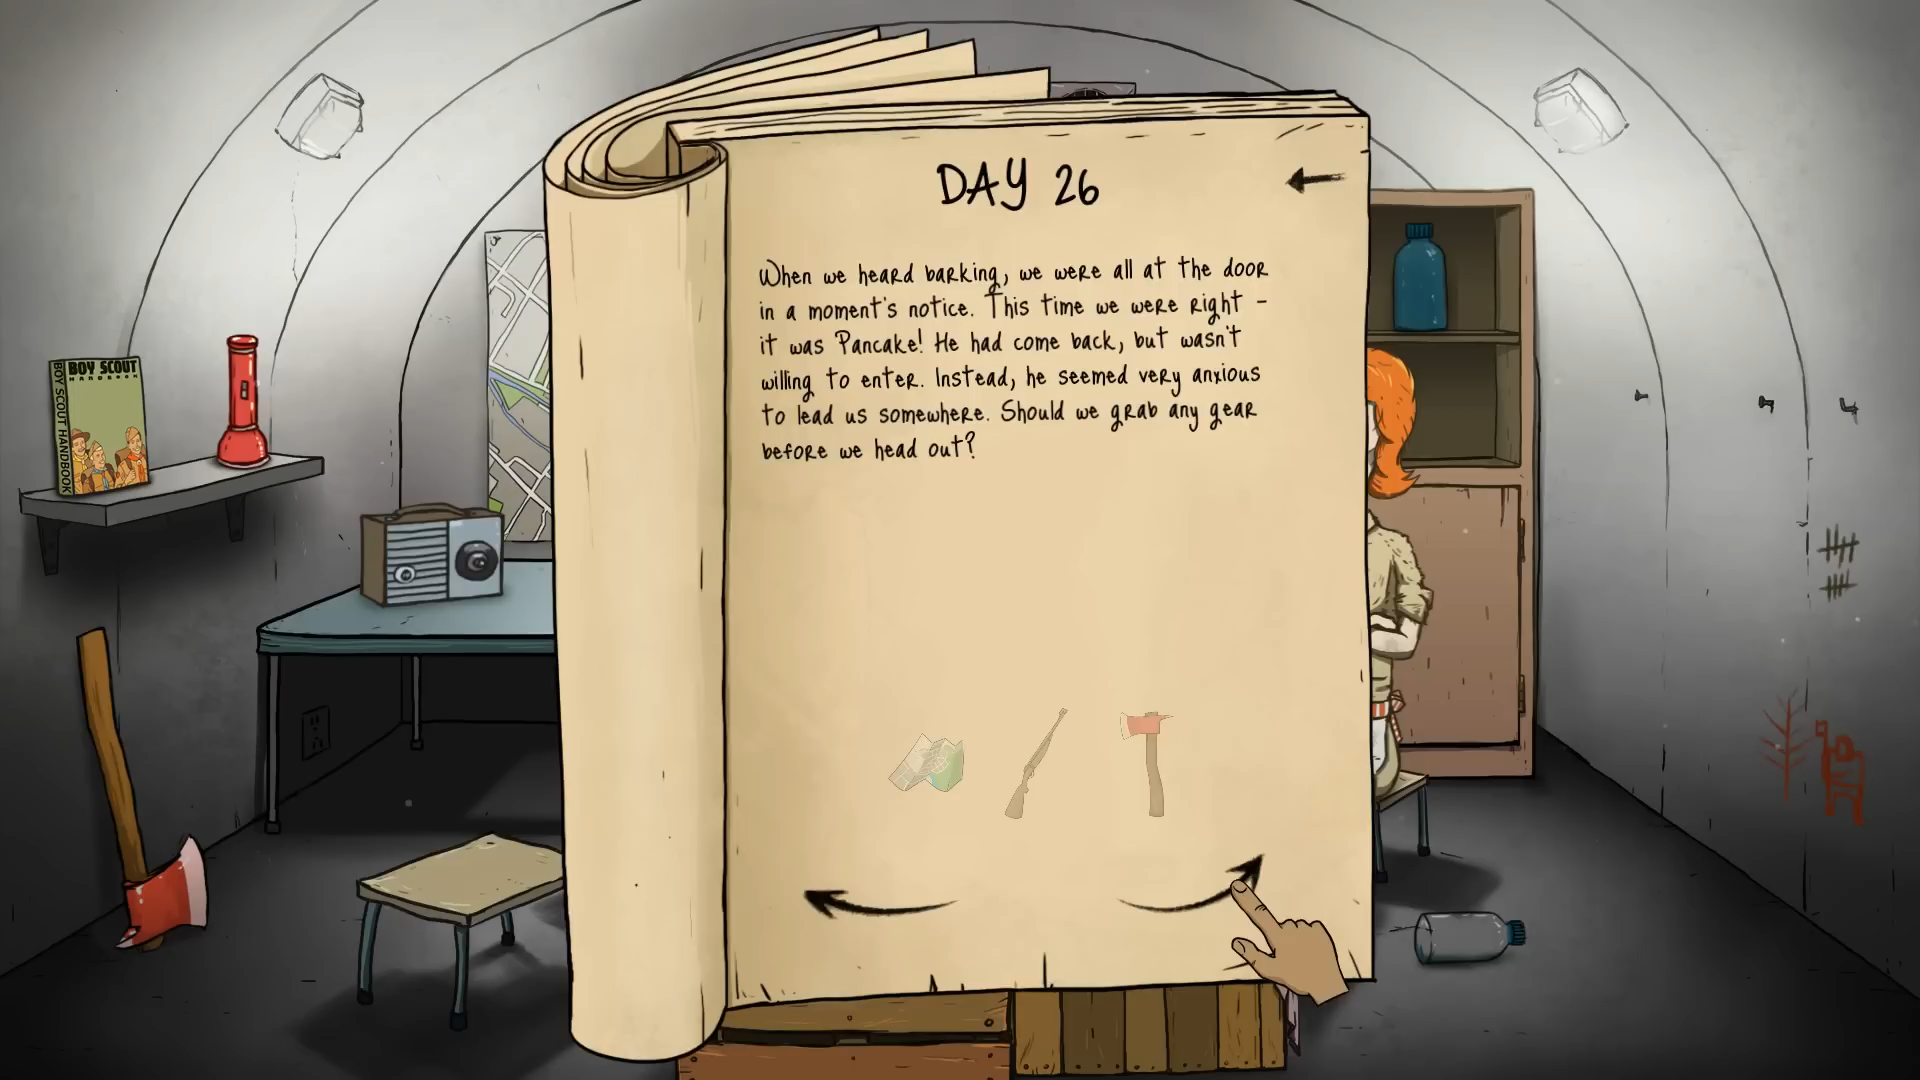 DAY 26
When we heard barking, we were all at the door
in a moment's notice. This time we were right -
it was Pancake! He had come back, but wasn't
willing to enter. Instead, he seemed very anxious
to lead us somewhere. Should we grab any gear
before we head out?
BOY SCOUT
HANDBOOK
BOY SCOUT HANDBOOK